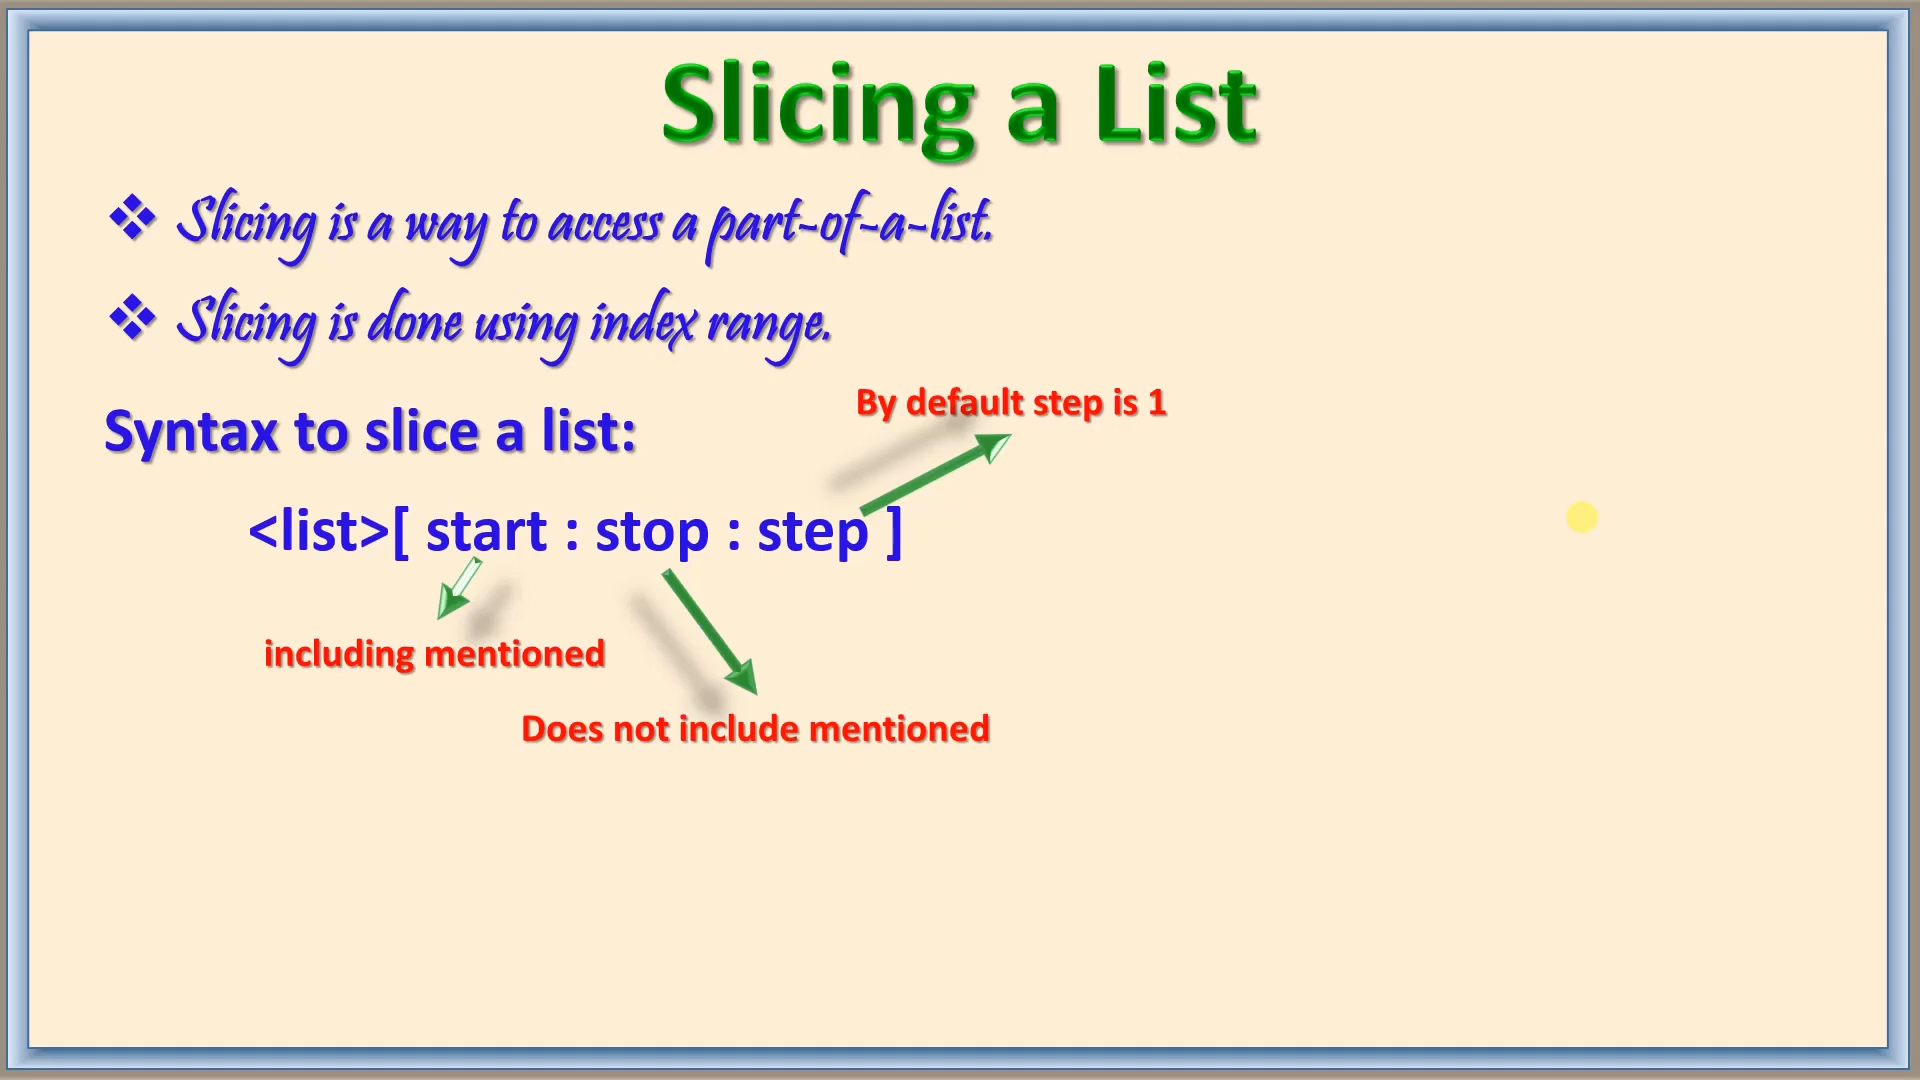 Slicing a List
❖ Slicing is a way to access a part-of-a-list.
❖ Slicing is done using index range.
By default step is 1
Syntax to slice a list:
<list>[ start : stop : step ]
including mentioned
Does not include mentioned